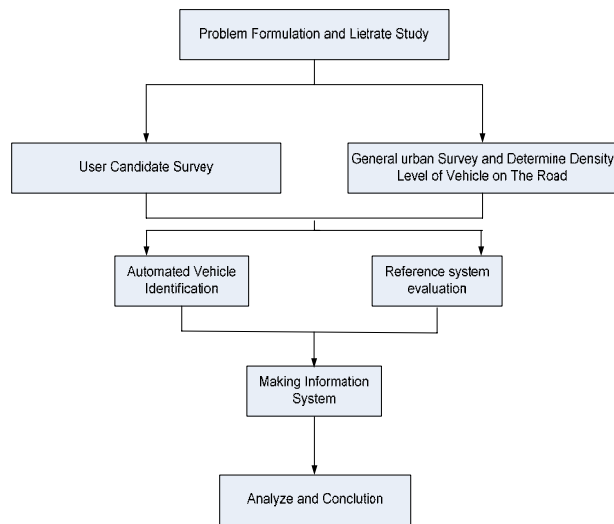 Problem Formulation and Lietrate Study
User Candidate Survey
General urban Survey and Determine Density
Level of Vehicle on The Road
Automated Vehicle
Identification
Reference system
evaluation
Making Information
System
Analyze and Conclution